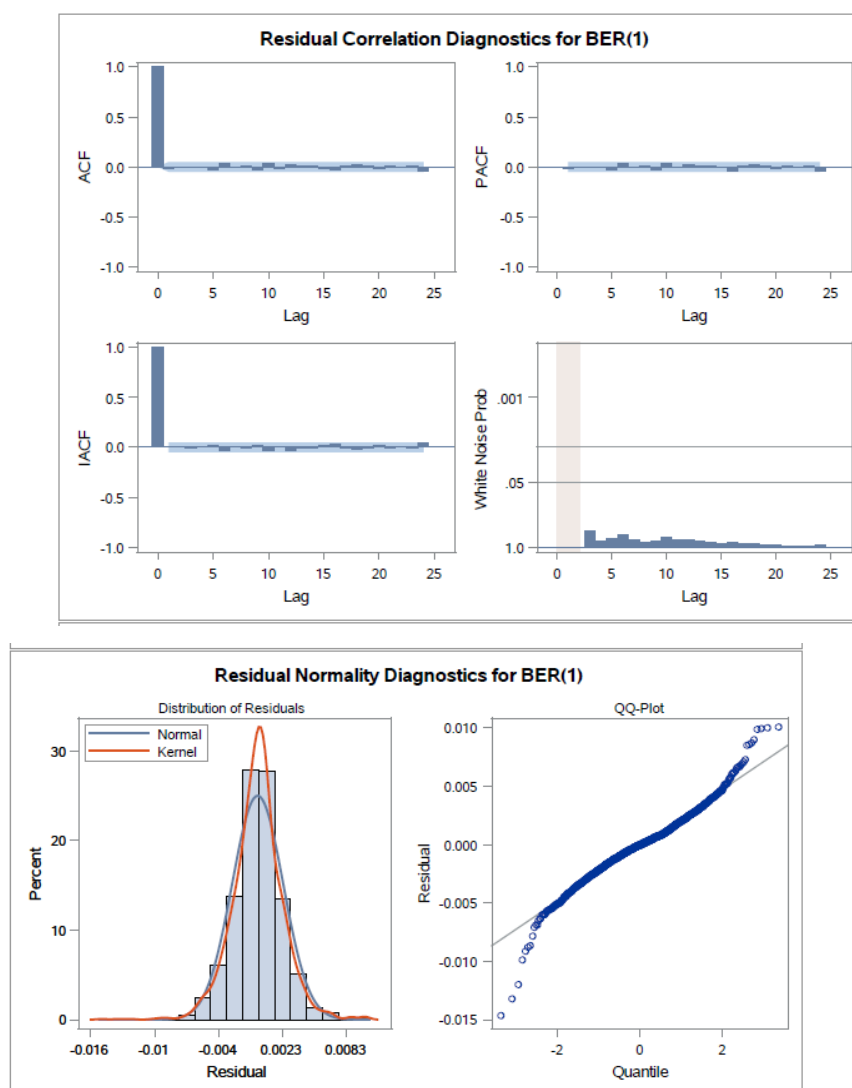 Residual Correlation Diagnostics for BER(1)
1.0
0.5
0.0
-0.5
-1.0
ACF
0 5 10 15 20 25
Lag
1.0
0.5
0.0
-0.5
-1.0
PACF
0 5 10 15 20 25
Lag
1.0
0.5
0.0
-0.5
-1.0
IACF
0 5 10 15 20 25
Lag
.001
.05
1.0
White Noise Prob
0 5 10 15 20 25
Lag
Residual Normality Diagnostics for BER(1)
Distribution of Residuals
Normal
Kernel
30
20
10
0
Percent
-0.016 -0.01 -0.004 0.0023 0.0083
Residual
QQ-Plot
0.010
0.005
0.000
-0.005
-0.010
-0.015
Residual
-2 0 2
Quantile